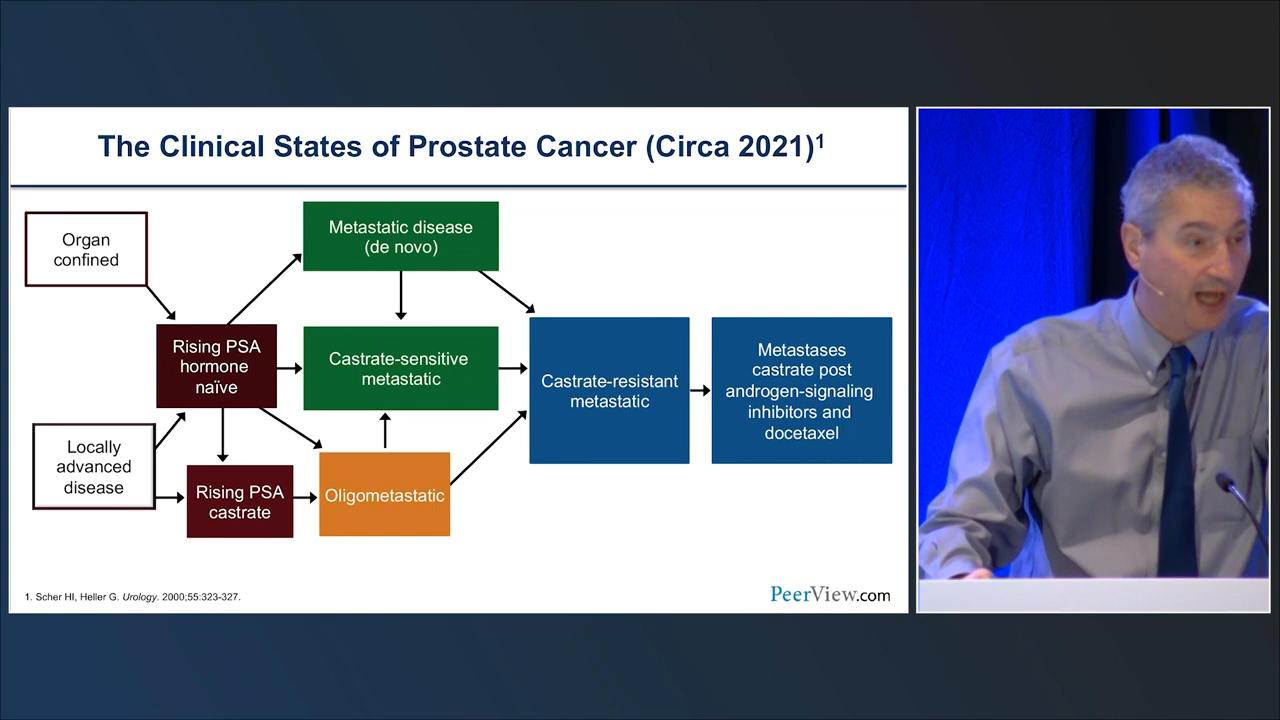 The Clinical States of Prostate Cancer (Circa 2021)1
Organ
confined
Metastatic disease
(de novo)
Rising PSA
hormone
naïve
Castrate-sensitive
metastatic
Castrate-resistant
metastatic
Metastases
castrate post
androgen-signaling
inhibitors and
docetaxel
Locally
advanced
disease
Rising PSA
castrate
Oligometastatic
1. Scher HI, Heller G. Urology. 2000;55:323-327.
PeerView.com